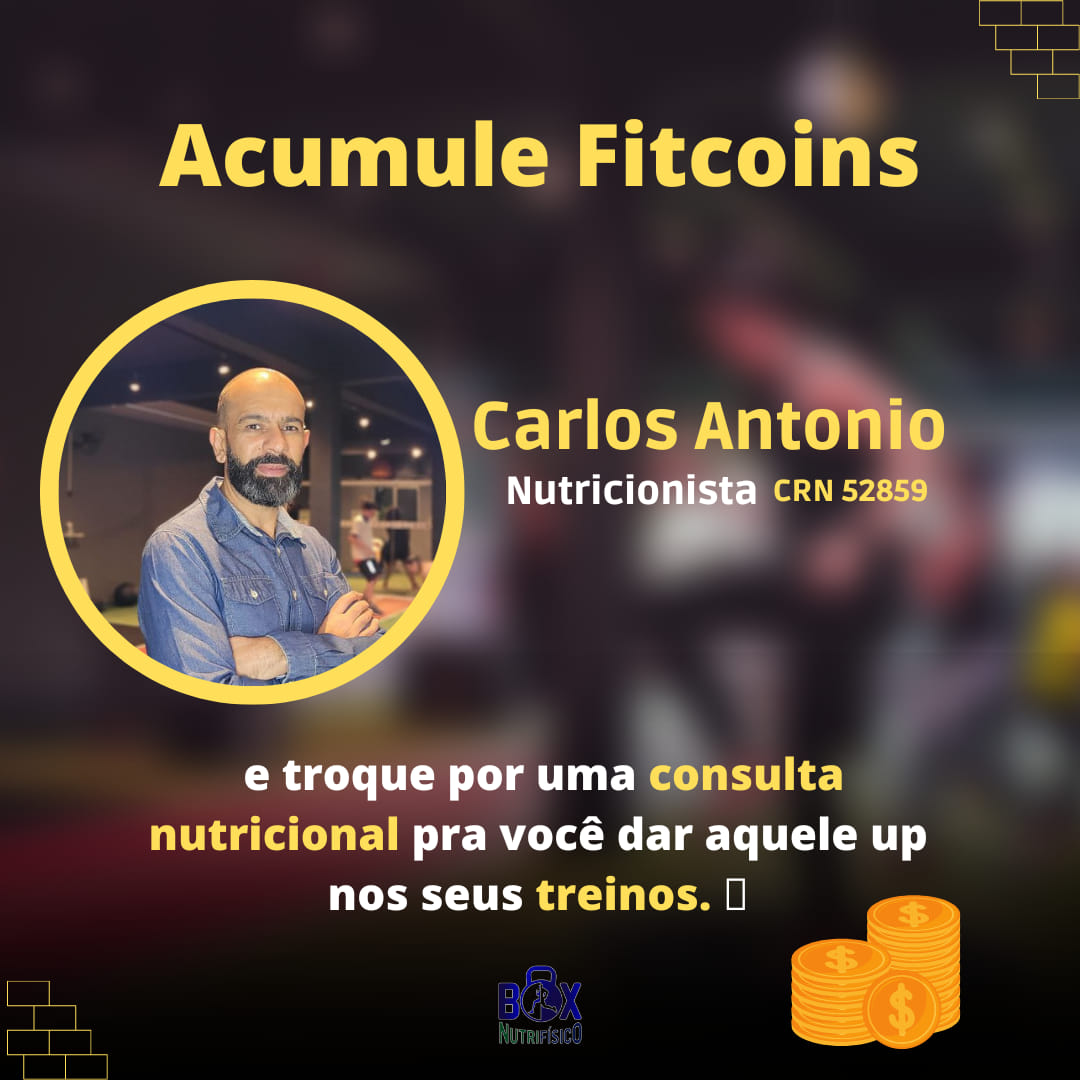 Acumule Fitcoins
Carlos Antonio
Nutricionista CRN 52859
e troque por uma consulta
nutricional pra você dar aquele up
nos seus treinos.
BOX
NUTRIFÍSICO